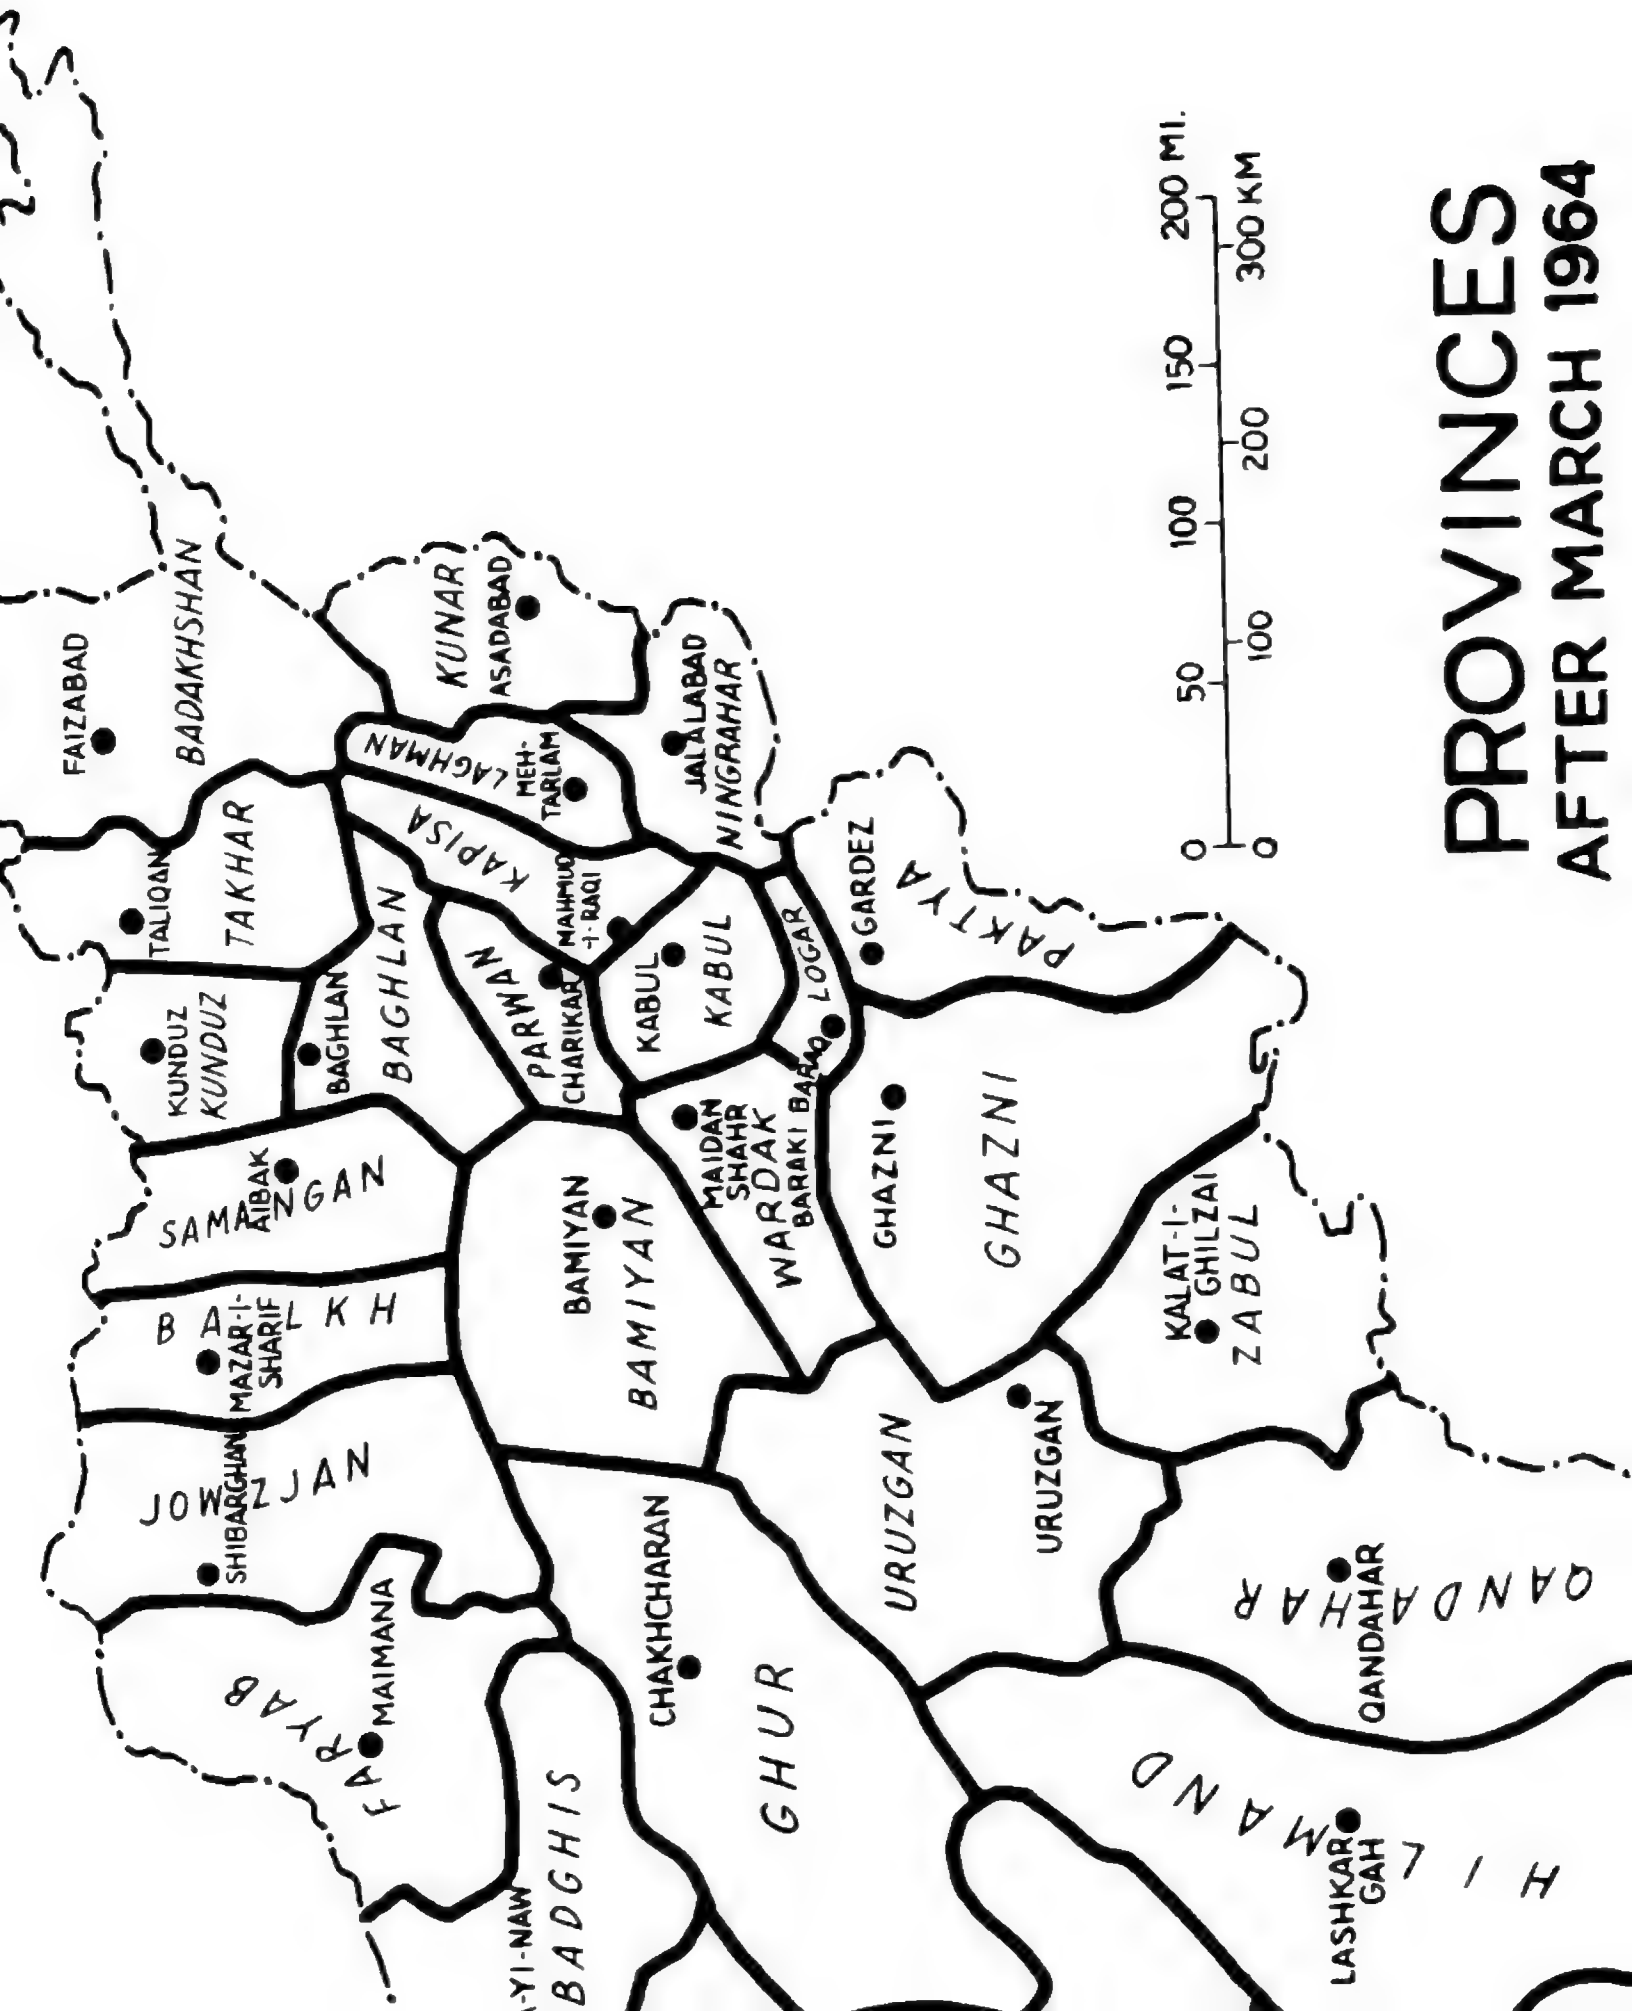 FAIZABAD
BADAKHSHAN
TALIQAN
TAKHAR
KUNDUZ
KUNDUZ
BAGHLAN
BAGHLAN
AIBAK
SAMANGAN
BALKH
MAZAR-I-
SHARIF
JOWZJAN
SHIBARGHAN
FARYAB
MAIMANA
-YI-NAW
BADGHIS
KUNAR
ASADABAD
LAGHMAN
MEH-
TARLAM
KAPISA
MAHMUD
-I-RAQI
PARWAN
CHARIKAR
JALALABAD
NINGRAHAR
KABUL
KABUL
LOGAR
BARAKI BARAQ
MAIDAN
SHAHR
WARDAK
BAMIYAN
BAMIYAN
CHAKHCHARAN
GHUR
GARDEZ
PAKTYA
GHAZNI
GHAZNI
URUZGAN
URUZGAN
KALAT-I-
GHILZAI
ZABUL
QANDAHAR
QANDAHAR
HILMAND
LASHKAR
GAH
0 50 100 150 200 MI.
0 100 200 300 KM
PROVINCES
AFTER MARCH 1964